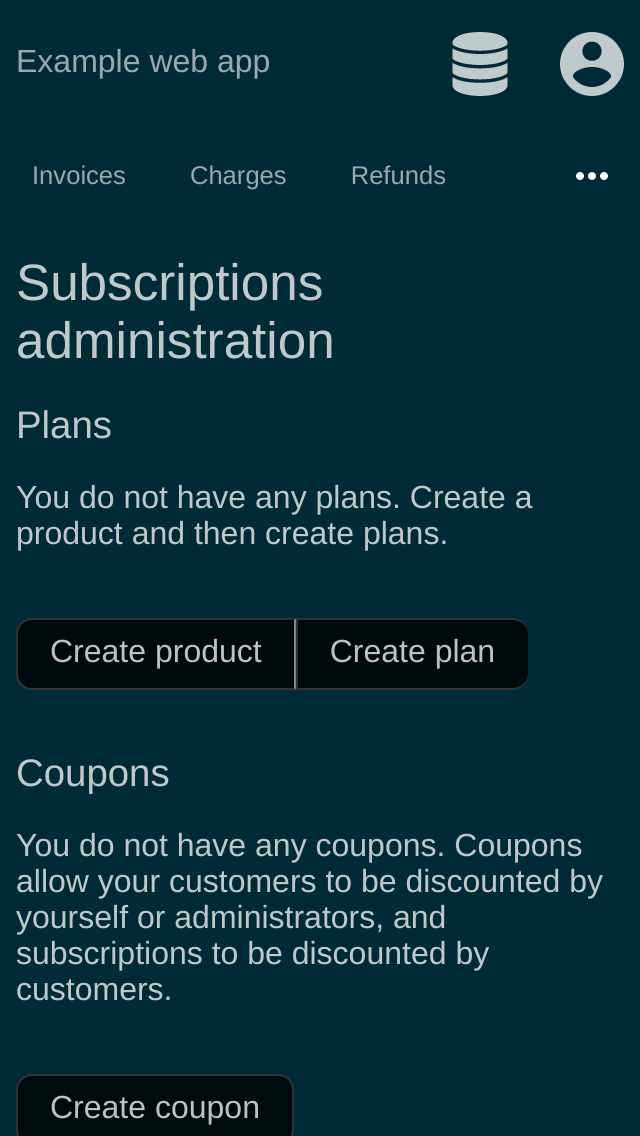 Example web app
Invoices Charges Refunds
Subscriptions
administration
Plans
You do not have any plans. Create a
product and then create plans.
Create product Create plan
Coupons
You do not have any coupons. Coupons
allow your customers to be discounted by
yourself or administrators, and
subscriptions to be discounted by
customers.
Create coupon